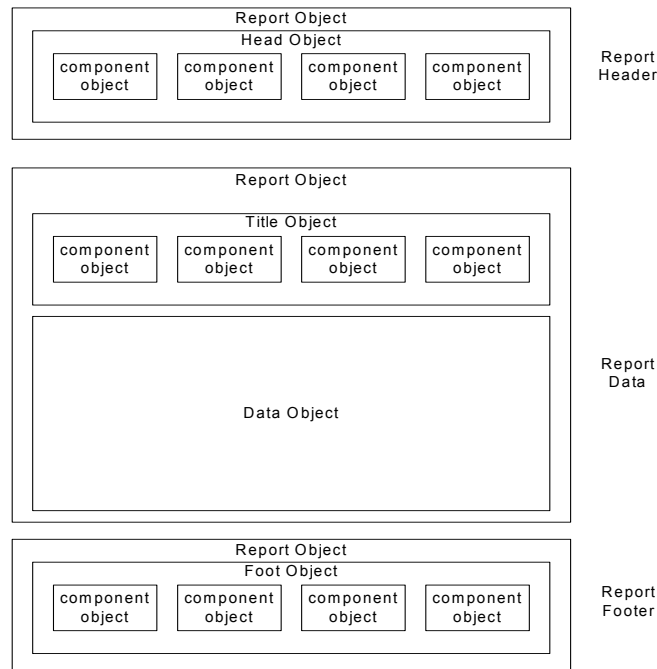 Report Object
Head Object
component component component component
object object object object
Report
Header
Report Object
Title Object
component component component component
object object object object
Data Object
Report
Data
Report Object
Foot Object
component component component component
object object object object
Report
Footer